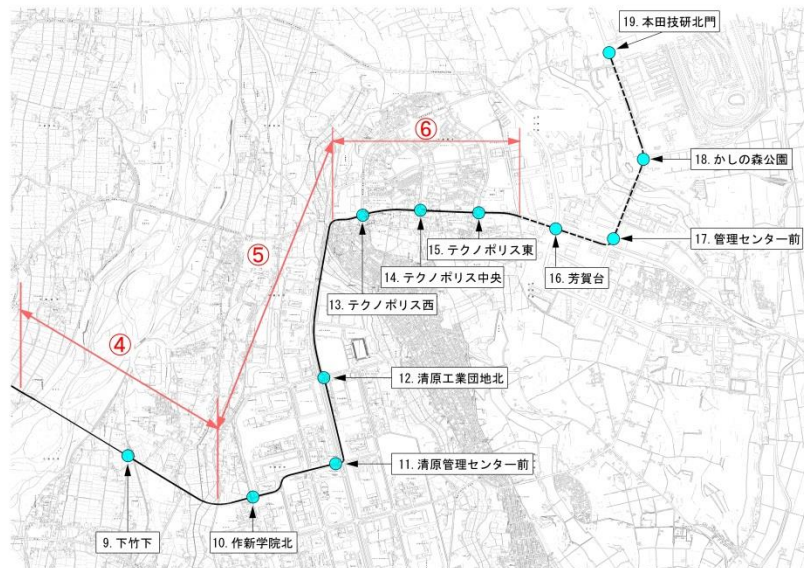 19. 本田技研北門
⑥
18. かしの森公園
⑤
17. 管理センター前
15. テクノポリス東
16. 芳賀台
14. テクノポリス中央
13. テクノポリス西
④
12. 清原工業団地北
11. 清原管理センター前
9. 下竹下
10. 作新学院北